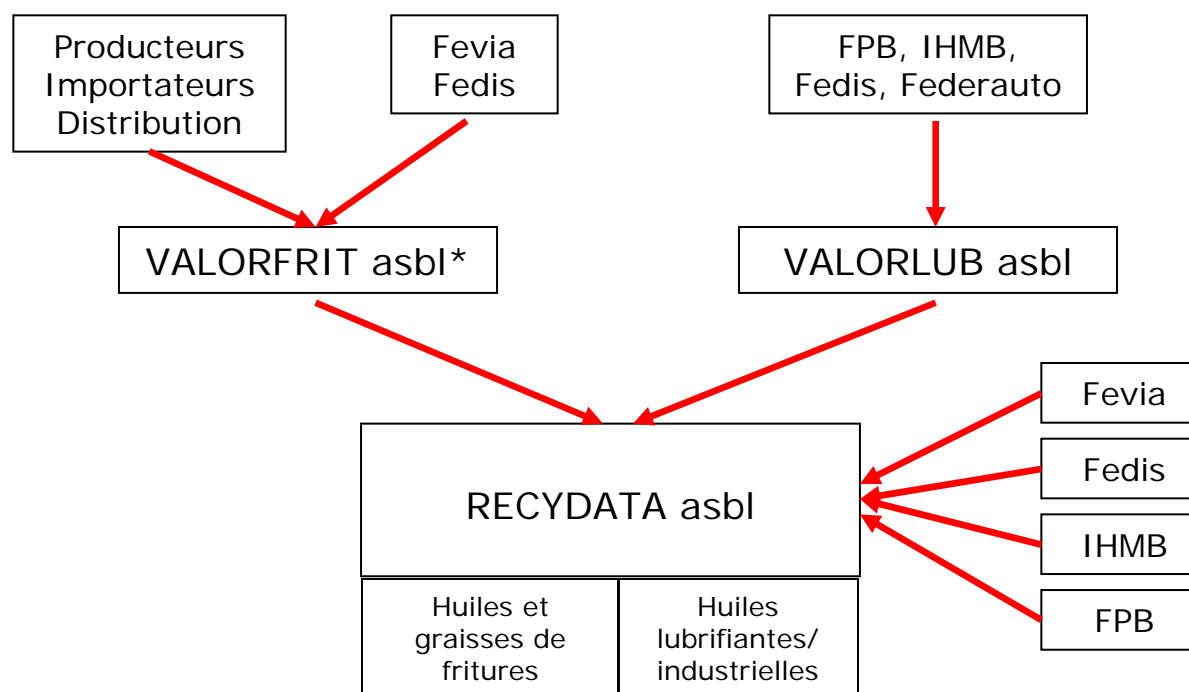 Producteurs
Importateurs
Distribution
Fevia
Fedis
FPB, IHMB,
Fedis, Federauto
VALORFRIT asbl*
VALORLUB asbl
RECYDATA asbl
Huiles et
graisses de
fritures
Huiles
lubrifiantes/
industrielles
Fevia
Fedis
IHMB
FPB